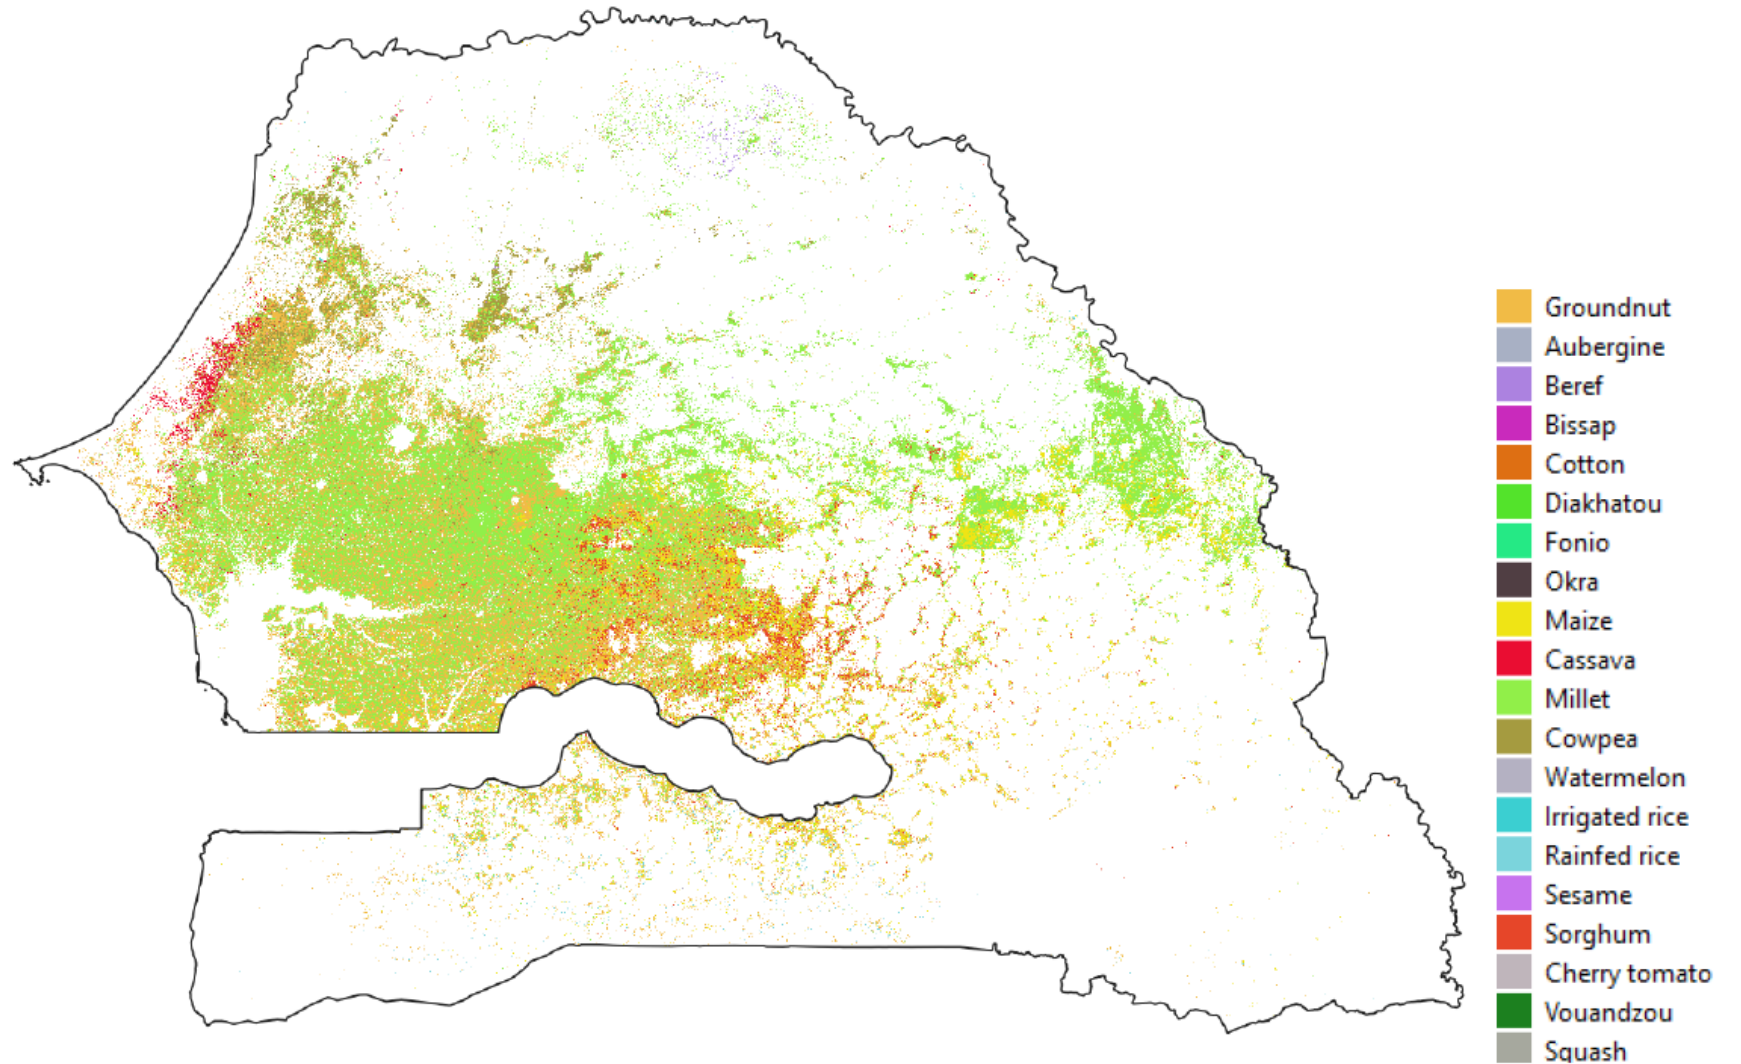 Groundnut
Aubergine
Beref
Bissap
Cotton
Diakhatou
Fonio
Okra
Maize
Cassava
Millet
Cowpea
Watermelon
Irrigated rice
Rainfed rice
Sesame
Sorghum
Cherry tomato
Vouandzou
Squash